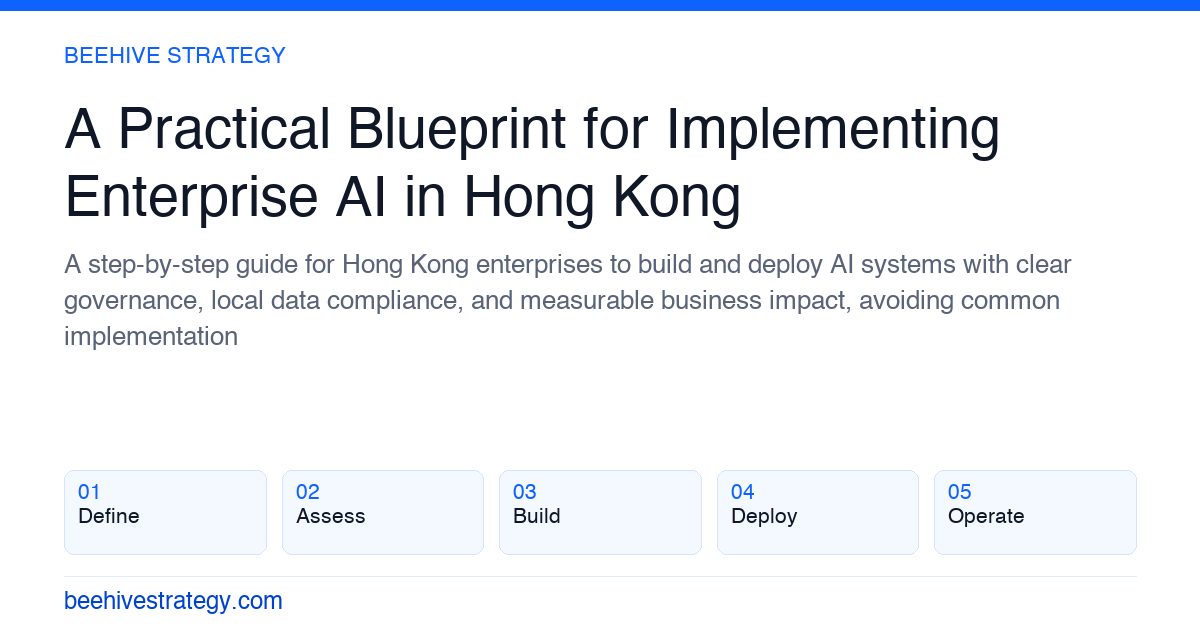 BEEHIVE STRATEGY
A Practical Blueprint for Implementing
Enterprise AI in Hong Kong
A step-by-step guide for Hong Kong enterprises to build and deploy AI systems with clear
governance, local data compliance, and measurable business impact, avoiding common
implementation
01
Define
02
Assess
03
Build
04
Deploy
05
Operate
beehivestrategy.com